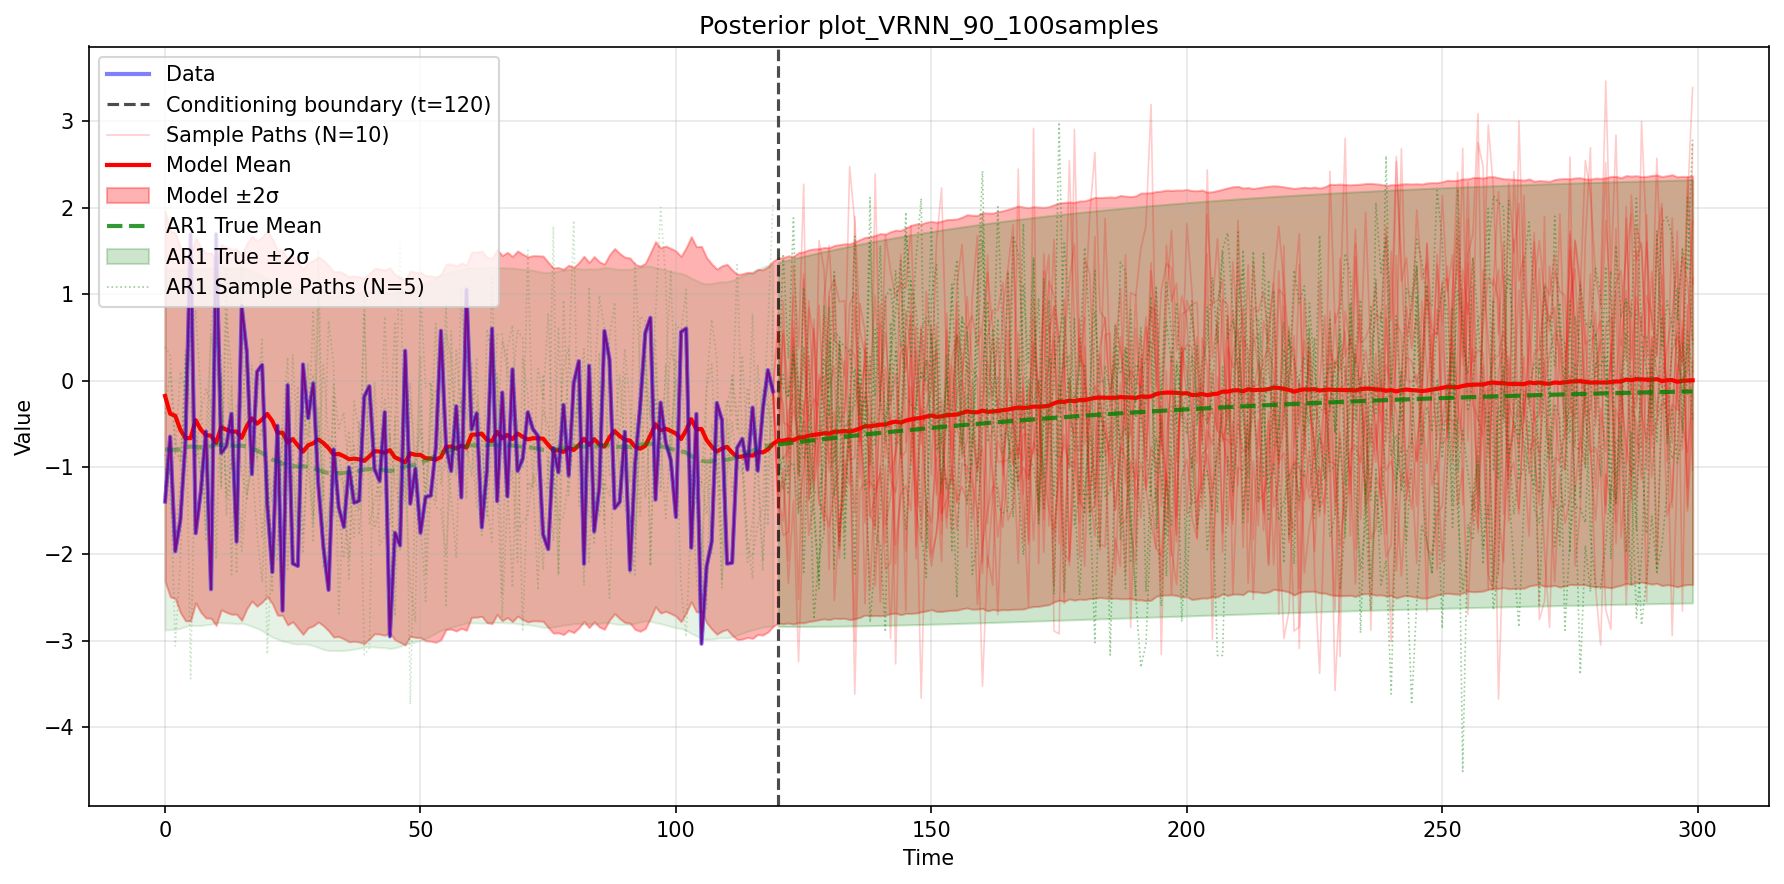 Posterior plot_VRNN_90_100samples
Data
Conditioning boundary (t=120)
Sample Paths (N=10)
Model Mean
Model ±2σ
AR1 True Mean
AR1 True ±2σ
AR1 Sample Paths (N=5)
Value
3
2
1
0
−1
−2
−3
−4
0
50
100
150
200
250
300
Time